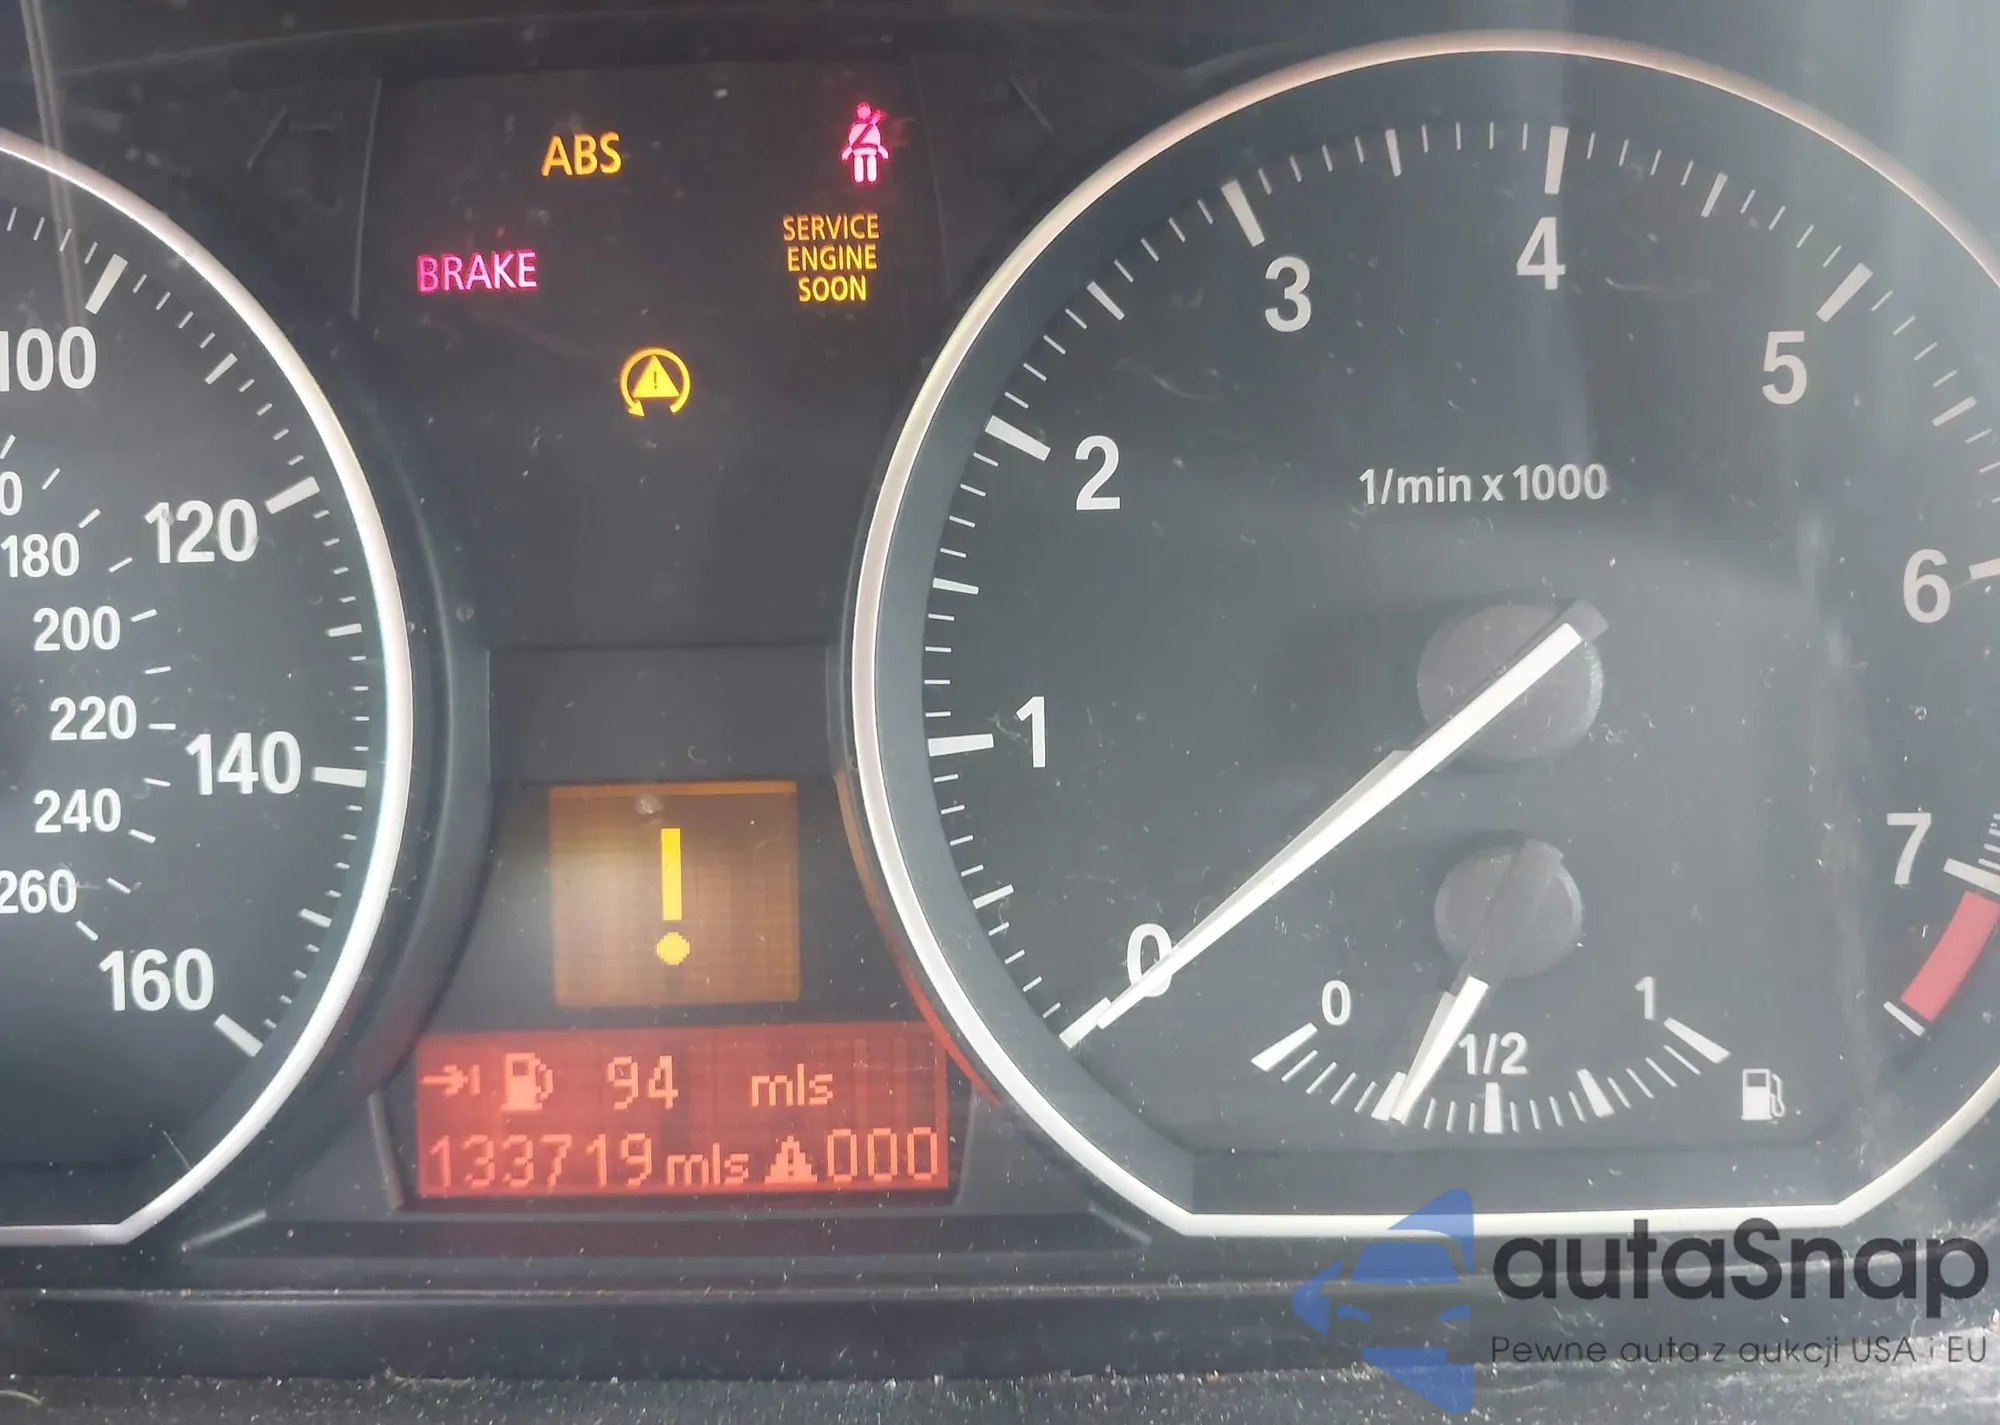 ABS
BRAKE
SERVICE
ENGINE
SOON
100
120
140
160
180
200
220
240
260
1/min x 1000
0
1
2
3
4
5
6
7
0
1/2
1
!
94 mls
133719 mls 000
autaSnap
Pewne auta z aukcji USA i EU